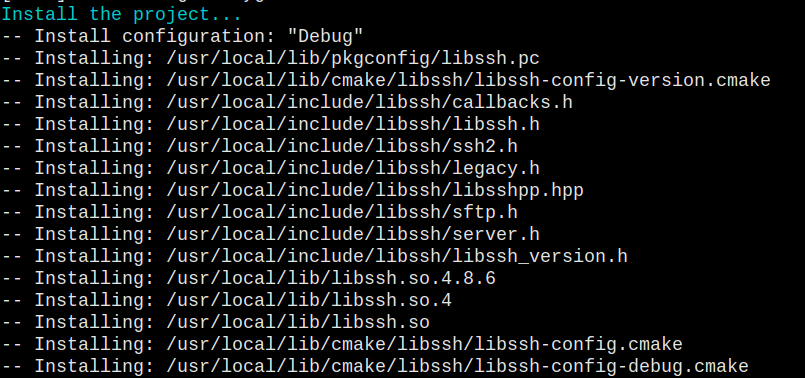 Install the project...
-- Install configuration: "Debug"
-- Installing: /usr/local/lib/pkgconfig/libssh.pc
-- Installing: /usr/local/lib/cmake/libssh/libssh-config-version.cmake
-- Installing: /usr/local/include/libssh/callbacks.h
-- Installing: /usr/local/include/libssh/libssh.h
-- Installing: /usr/local/include/libssh/ssh2.h
-- Installing: /usr/local/include/libssh/legacy.h
-- Installing: /usr/local/include/libssh/libsshpp.hpp
-- Installing: /usr/local/include/libssh/sftp.h
-- Installing: /usr/local/include/libssh/server.h
-- Installing: /usr/local/include/libssh/libssh_version.h
-- Installing: /usr/local/lib/libssh.so.4.8.6
-- Installing: /usr/local/lib/libssh.so.4
-- Installing: /usr/local/lib/libssh.so
-- Installing: /usr/local/lib/cmake/libssh/libssh-config.cmake
-- Installing: /usr/local/lib/cmake/libssh/libssh-config-debug.cmake